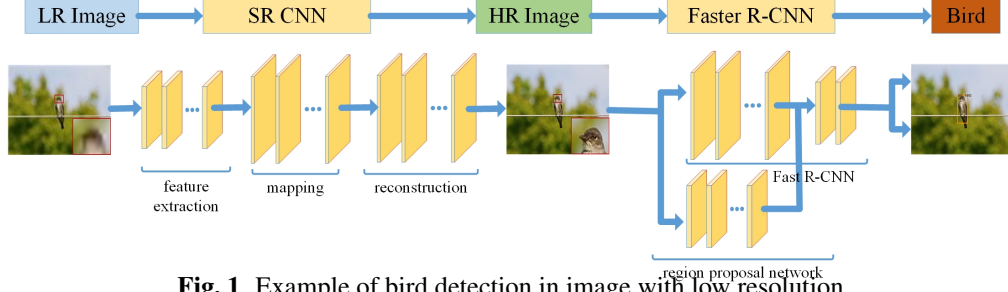 LR Image SR CNN HR Image Faster R-CNN Bird
feature
extraction
mapping
reconstruction
Fast R-CNN
region proposal network
Fig. 1 Example of bird detection in image with low resolution